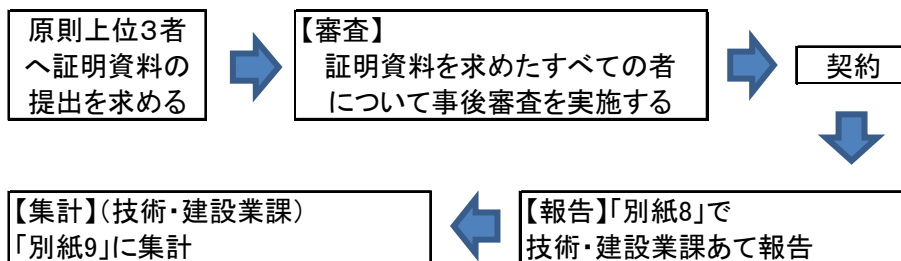 原則上位3者
へ証明資料の
提出を求める
【審査】
証明資料を求めたすべての者
について事後審査を実施する
契約
【報告】「別紙8」で
技術・建設業課あて報告
【集計】(技術・建設業課)
「別紙9」に集計